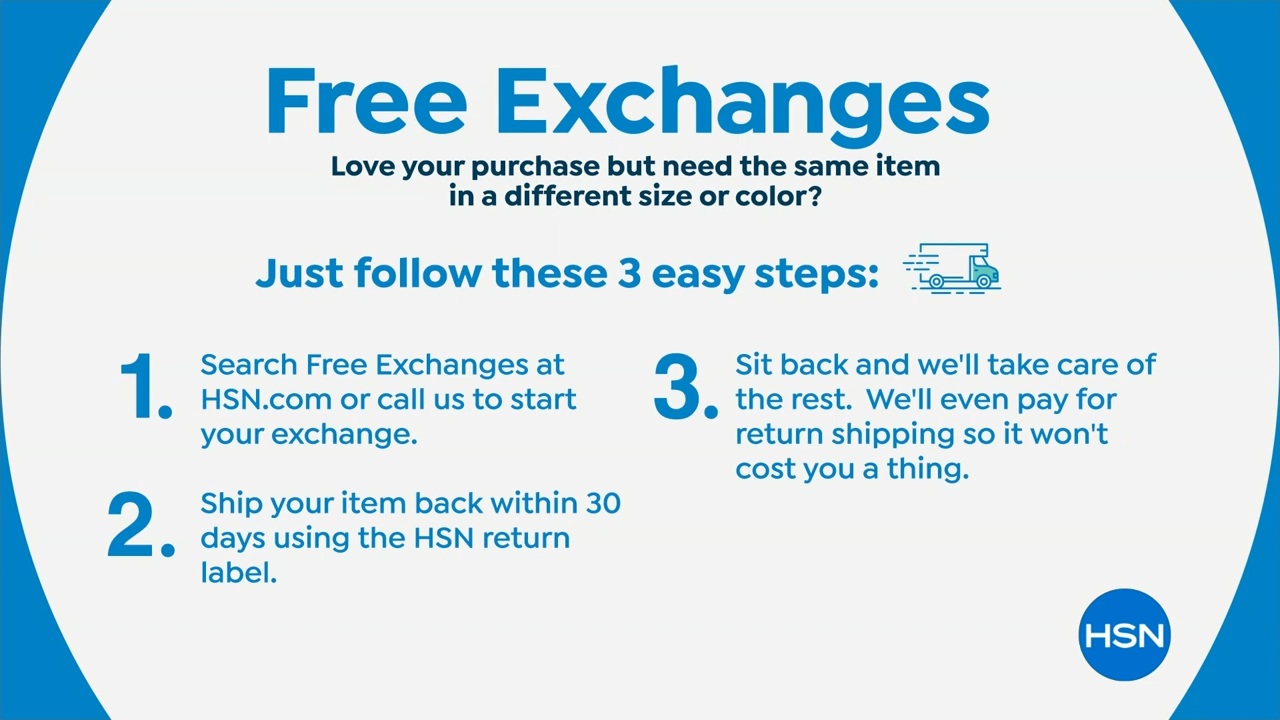 Free Exchanges
Love your purchase but need the same item
in a different size or color?
Just follow these 3 easy steps:
1. Search Free Exchanges at
HSN.com or call us to start
your exchange.
2. Ship your item back within 30
days using the HSN return
label.
3. Sit back and we'll take care of
the rest.  We'll even pay for
return shipping so it won't
cost you a thing.
HSN